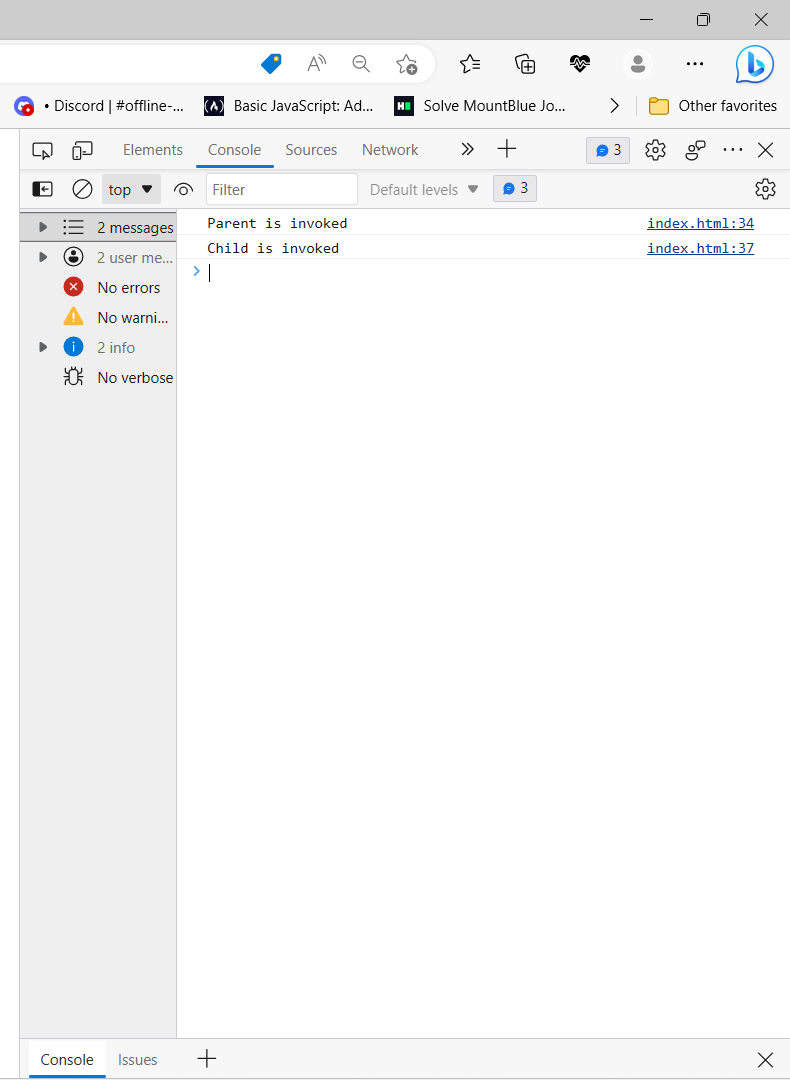 • Discord | #offline-... Basic JavaScript: Ad... Solve MountBlue Jo... Other favorites
Elements Console Sources Network 3
top Filter Default levels 3
2 messages
2 user me...
No errors
No warni...
2 info
No verbose
Parent is invoked index.html:34
Child is invoked index.html:37
Console Issues